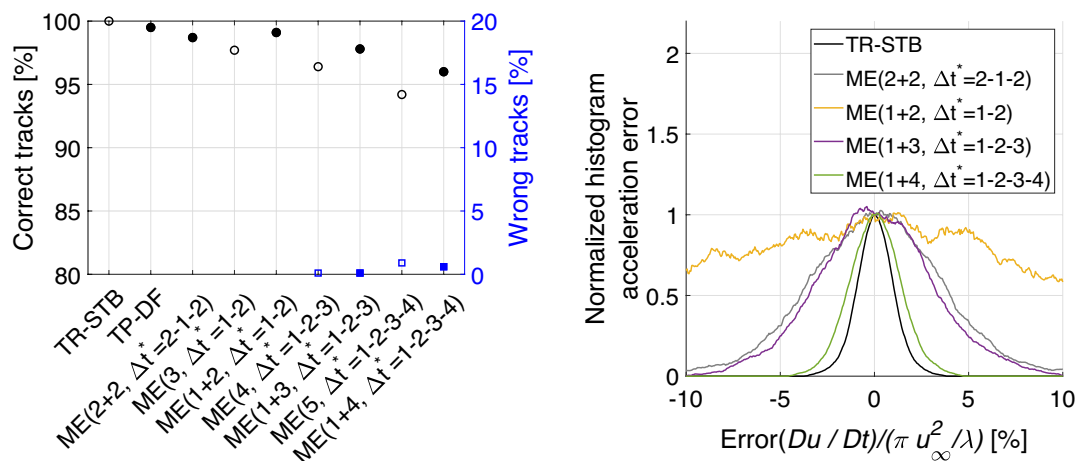 100
95
90
85
80
Correct tracks [%]
20
15
10
5
0
Wrong tracks [%]
TR-STB
TP-DF
ME(2+2, Δt*=2-1-2)
ME(3, Δt*=1-2)
ME(1+2, Δt*=1-2)
ME(4, Δt*=1-2-3)
ME(1+3, Δt*=1-2-3)
ME(5, Δt*=1-2-3-4)
ME(1+4, Δt*=1-2-3-4)
Normalized histogram
acceleration error
2
1.5
1
0.5
0
TR-STB
ME(2+2, Δt*=2-1-2)
ME(1+2, Δt*=1-2)
ME(1+3, Δt*=1-2-3)
ME(1+4, Δt*=1-2-3-4)
-10 -5 0 5 10
Error(Du / Dt)/(π u²∞/λ) [%]